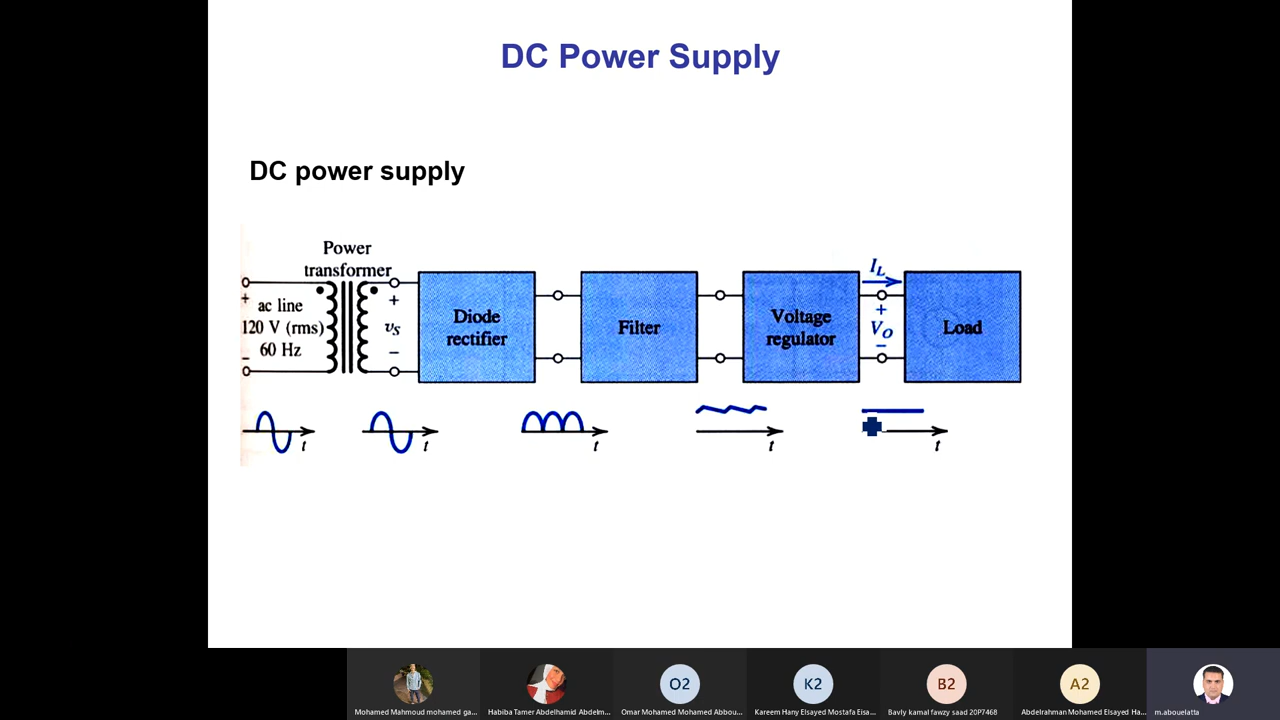 DC Power Supply
DC power supply
Power
transformer
ac line
120 V (rms)
60 Hz
+
−
+
vS
−
Diode
rectifier
Filter
Voltage
regulator
IL
+
VO
−
Load
t
t
t
t
t
O2
K2
B2
A2
Mohamed Mahmoud mohamed ga...
Habiba Tamer Abdelhamid Abdelm...
Omar Mohamed Mohamed Abbou...
Kareem Hany Elsayed Mostafa Eisa...
Bavly kamal fawzy saad 20P7468
Abdelrahman Mohamed Elsayed Ha...
m.abouelatta